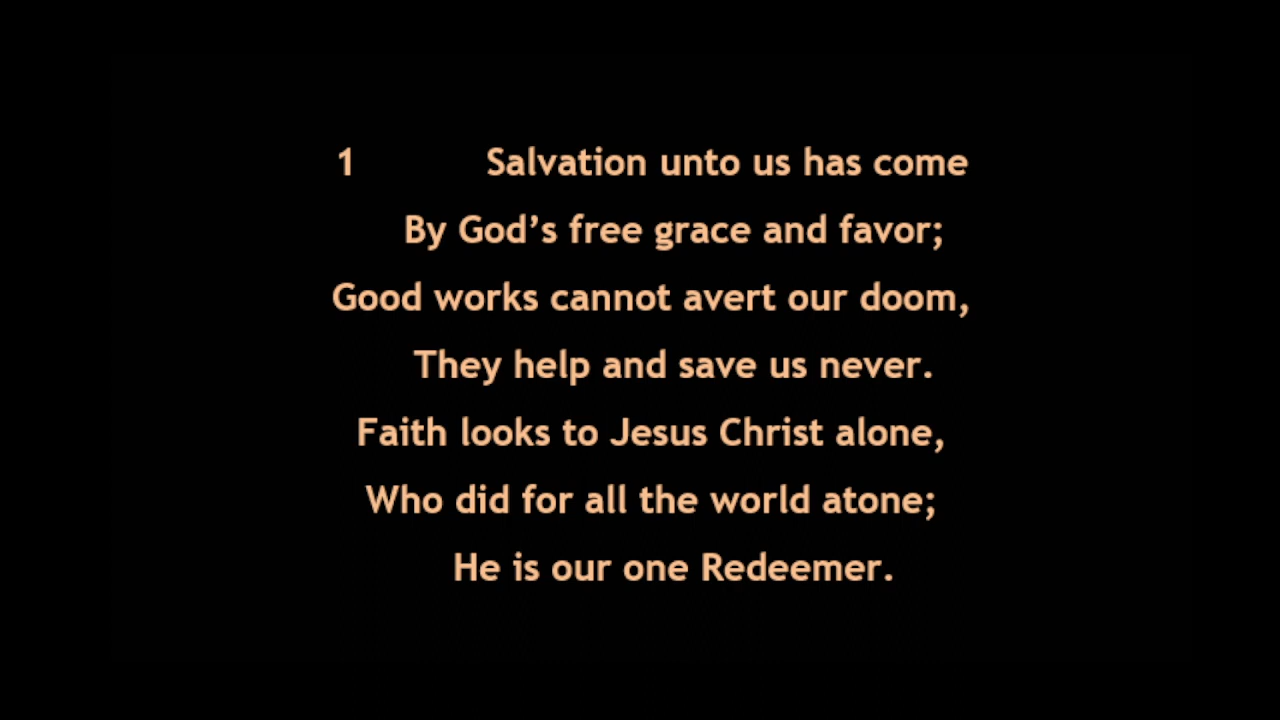 1 Salvation unto us has come
By God’s free grace and favor;
Good works cannot avert our doom,
They help and save us never.
Faith looks to Jesus Christ alone,
Who did for all the world atone;
He is our one Redeemer.